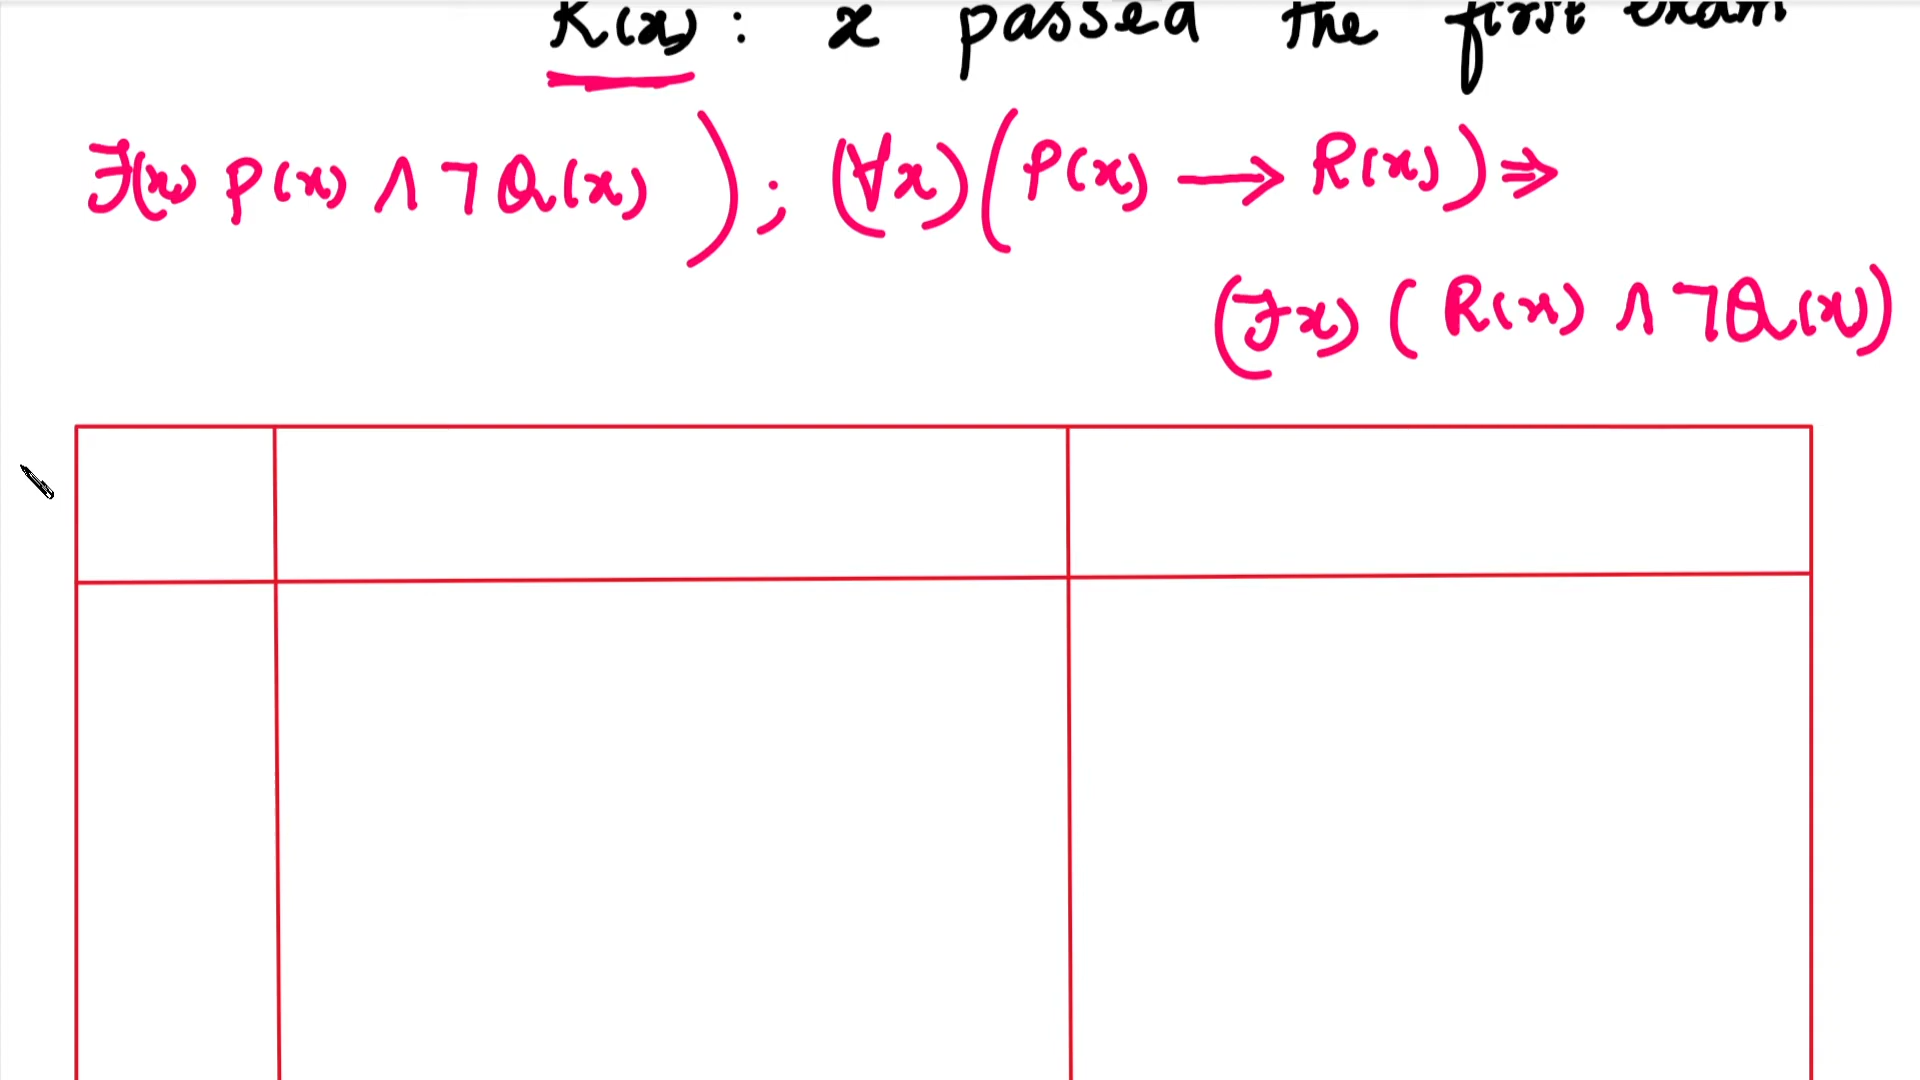 R(x): x passed the first exam
∃(x) P(x) ∧ ¬Q(x) ) ; (∀x) ( P(x) → R(x) ) ⇒
(∃x) ( R(x) ∧ ¬Q(x) )